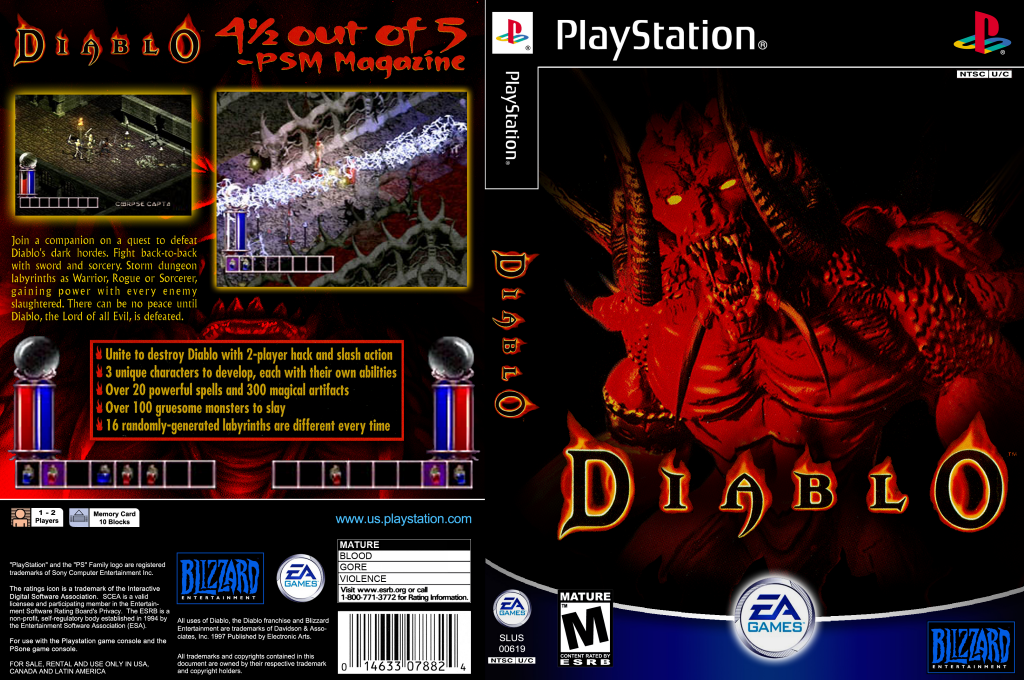 DIABLO
4½ out of 5
-PSM Magazine
Join a companion on a quest to defeat
Diablo's dark hordes. Fight back-to-back
with sword and sorcery. Storm dungeon
labyrinths as Warrior, Rogue or Sorcerer,
gaining power with every enemy
slaughtered. There can be no peace until
Diablo, the Lord of all Evil, is defeated.
Unite to destroy Diablo with 2-player hack and slash action
3 unique characters to develop, each with their own abilities
Over 20 powerful spells and 300 magical artifacts
Over 100 gruesome monsters to slay
16 randomly-generated labyrinths are different every time
1 - 2
Players
Memory Card
10 Blocks
www.us.playstation.com
"PlayStation" and the "PS" Family logo are registered
trademarks of Sony Computer Entertainment Inc.
The ratings icon is a trademark of the Interactive
Digital Software Association. SCEA is a valid
licensee and participating member in the Entertain-
ment Software Rating Board's Privacy. The ESRB is a
non-profit, self-regulatory body established in 1994 by
the Entertainment Software Association (ESA).
For use with the Playstation game console and the
PSone game console.
FOR SALE, RENTAL AND USE ONLY IN USA,
CANADA AND LATIN AMERICA
BLIZZARD
ENTERTAINMENT
EA
GAMES
All uses of Diablo, the Diablo franchise and Blizzard
Entertainment are trademarks of Davidson & Asso-
ciates, Inc. 1997 Published by Electronic Arts.
All trademarks and copyrights contained in this
document are owned by their respective trademark
and copyright holders.
MATURE
BLOOD
GORE
VIOLENCE
Visit www.esrb.org or call
1-800-771-3772 for Rating Information.
0 14633 07882 4
PlayStation®
DIABLO
EA
GAMES
SLUS
00619
NTSC U/C
PlayStation®
NTSC U/C
DIABLO™
MATURE
M
CONTENT RATED BY
ESRB
EA
GAMES™
BLIZZARD
ENTERTAINMENT